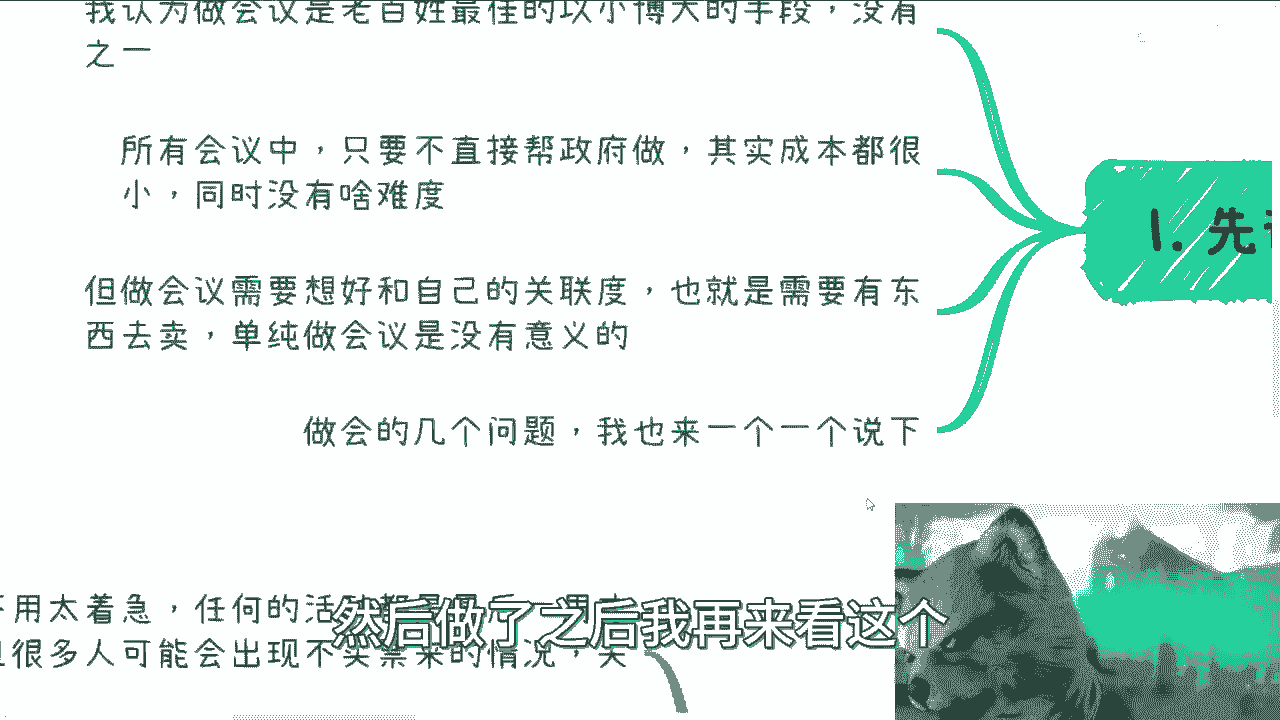 我认为做会议是老百姓最佳的以小博大的手段，没有
之一
所有会议中，只要不直接帮政府做，其实成本都很
小，同时没有啥难度
但做会议需要想好和自己的关联度，也就是需要有东
西去卖，单纯做会议是没有意义的
做会的几个问题，我也来一个一个说下
1. 先
不用太着急，任何的活
且很多人可能会出现不买票来的情况，
然后做了之后我再来看这个